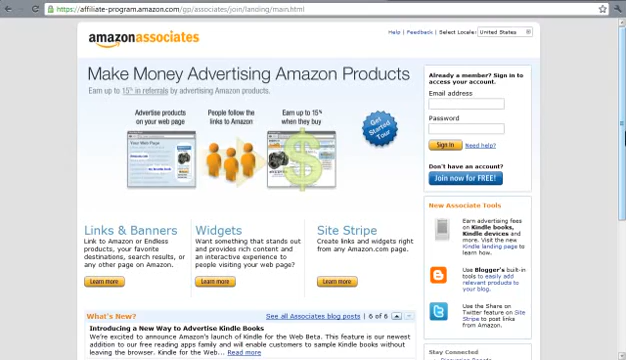 https://affiliate-program.amazon.com/gp/associates/join/landing/main.html
amazonassociates
Help | Feedback | Select Locale: United States
Make Money Advertising Amazon Products
Earn up to 15% in referrals by advertising Amazon products.
Advertise products on your web page
People follow the links to Amazon
Earn up to 15% when they buy
Your Web Page
$
Get Started Tour
Already a member? Sign in to access your account.
Email address
Password
Sign In Need help?
Don't have an account?
Join now for FREE!
Links & Banners
Link to Amazon or Endless products, your favorite destinations, search results, or any other page on Amazon.
Learn more
Widgets
Want something that stands out and provides rich content and an interactive experience to people visiting your web page?
Learn more
Site Stripe
Create links and widgets right from any Amazon.com page.
Learn more
New Associate Tools
Earn advertising fees on Kindle books, Kindle devices and more. Visit the new Kindle landing page to learn how.
Use Blogger's built-in tools to easily add relevant products to your blog.
Use the Share on Twitter feature on Site Stripe to post links from Amazon.
Stay Connected
What's New?
See all Associates blog posts | 6 of 6
Introducing a New Way to Advertise Kindle Books
We're excited to announce Amazon's launch of Kindle for the Web Beta. This feature is our newest addition to our free reading apps family and will enable customers to sample Kindle books without leaving the browser. Kindle for the Web... Read more